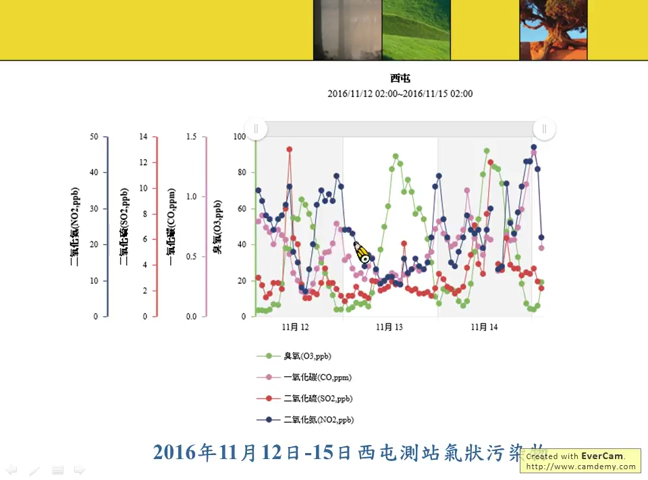 西屯
2016/11/12 02:00~2016/11/15 02:00
50 14 1.5 100
12
40 80
10 1.0
30 8 60
20 6 40
4 0.5
10 20
2
0 0 0.0 0
二氧化氮(NO2,ppb)
二氧化硫(SO2,ppb)
一氧化碳(CO,ppm)
臭氧(O3,ppb)
11月 12 11月 13 11月 14
臭氧(O3,ppb)
一氧化碳(CO,ppm)
二氧化硫(SO2,ppb)
二氧化氮(NO2,ppb)
2016年11月12日-15日西屯測站氣狀污染物
Created with EverCam.
http://www.camdemy.com